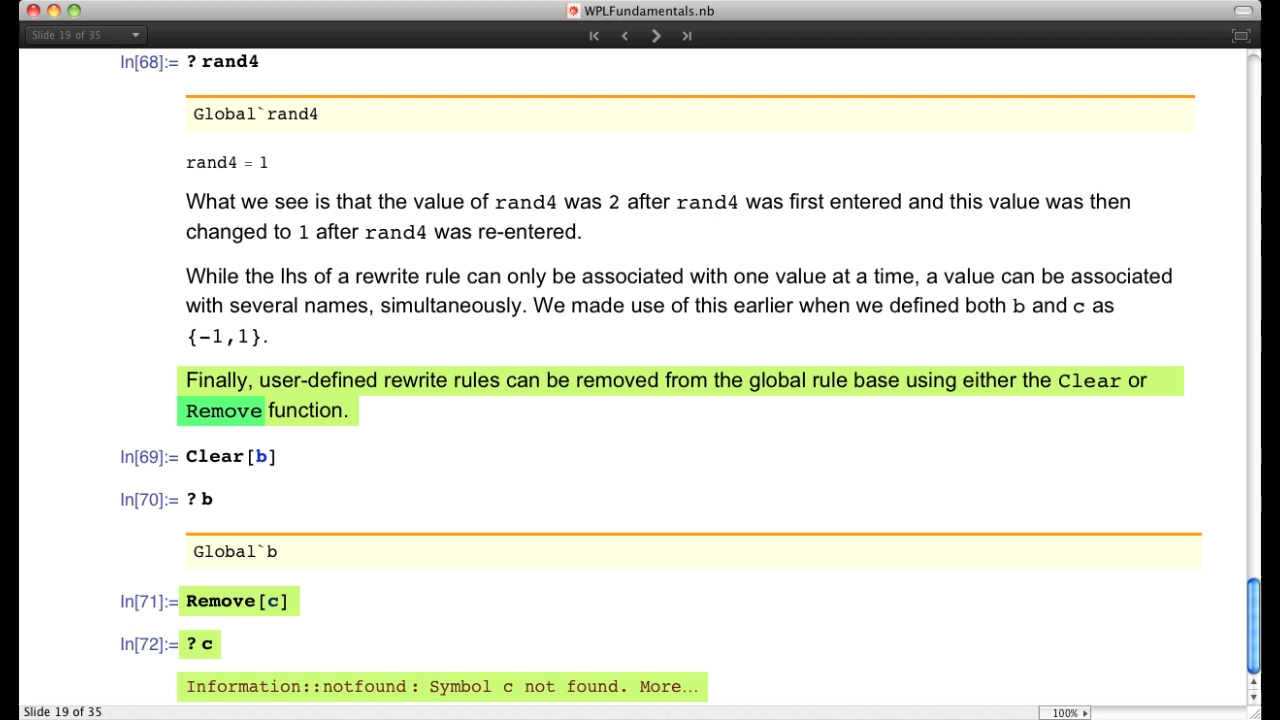 WPLFundamentals.nb
Slide 19 of 35
In[68]:= ? rand4
Global`rand4
rand4 = 1
What we see is that the value of rand4 was 2 after rand4 was first entered and this value was then
changed to 1 after rand4 was re-entered.
While the lhs of a rewrite rule can only be associated with one value at a time, a value can be associated
with several names, simultaneously. We made use of this earlier when we defined both b and c as
{-1,1}.
Finally, user-defined rewrite rules can be removed from the global rule base using either the Clear or
Remove function.
In[69]:= Clear[b]
In[70]:= ? b
Global`b
In[71]:= Remove[c]
In[72]:= ? c
Information::notfound : Symbol c not found. More…
Slide 19 of 35
100%